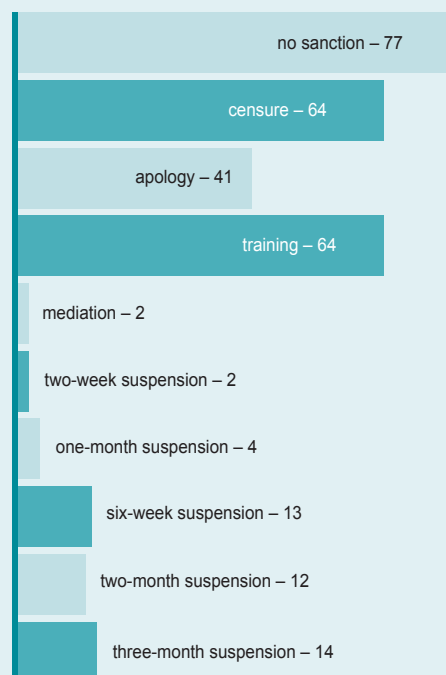 no sanction – 77
censure – 64
apology – 41
training – 64
mediation – 2
two-week suspension – 2
one-month suspension – 4
six-week suspension – 13
two-month suspension – 12
three-month suspension – 14